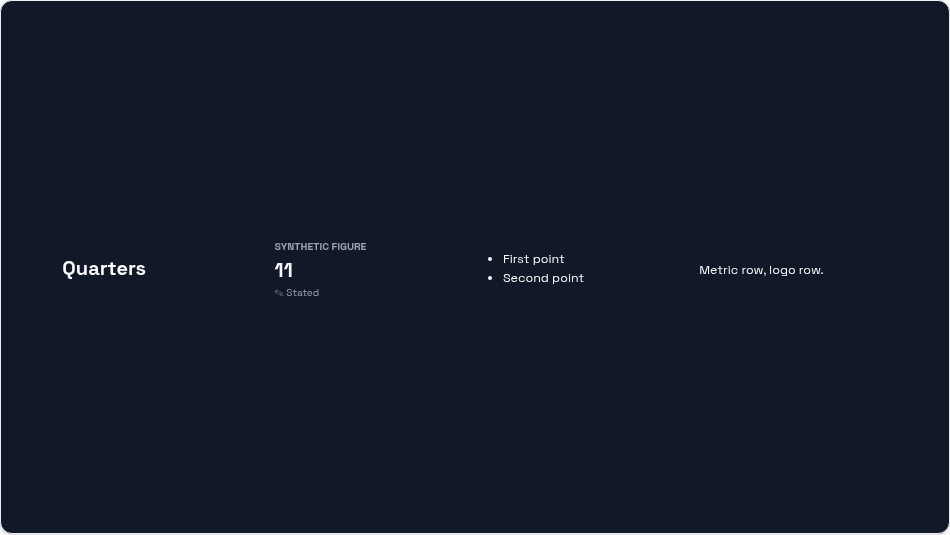 Quarters
SYNTHETIC FIGURE
11
✎ Stated
First point
Second point
Metric row, logo row.